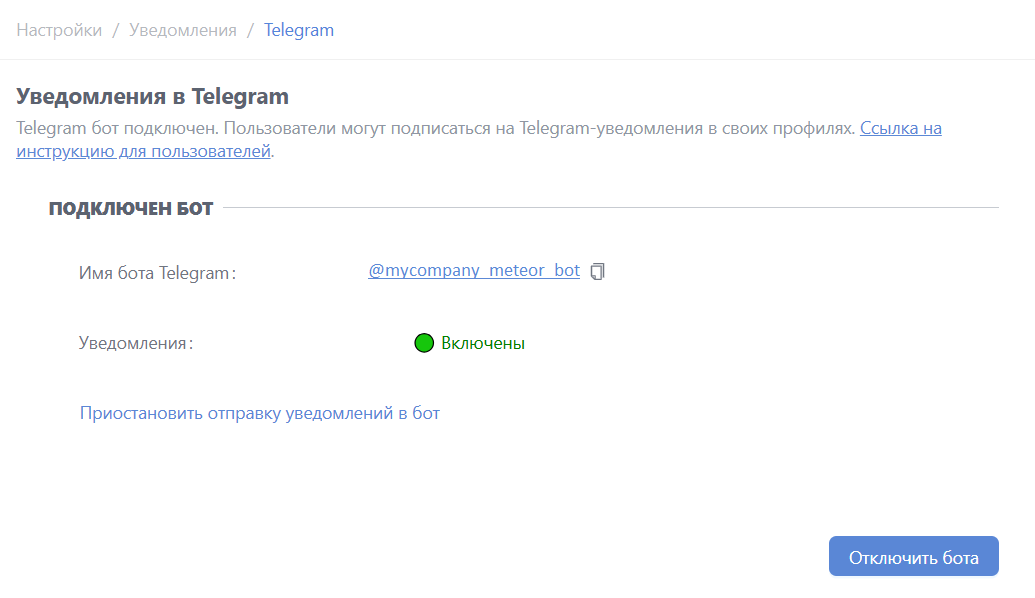 Настройки / Уведомления / Telegram
Уведомления в Telegram
Telegram бот подключен. Пользователи могут подписаться на Telegram-уведомления в своих профилях. Ссылка на
инструкцию для пользователей.
ПОДКЛЮЧЕН БОТ
Имя бота Telegram: @mycompany_meteor_bot
Уведомления: Включены
Приостановить отправку уведомлений в бот
Отключить бота